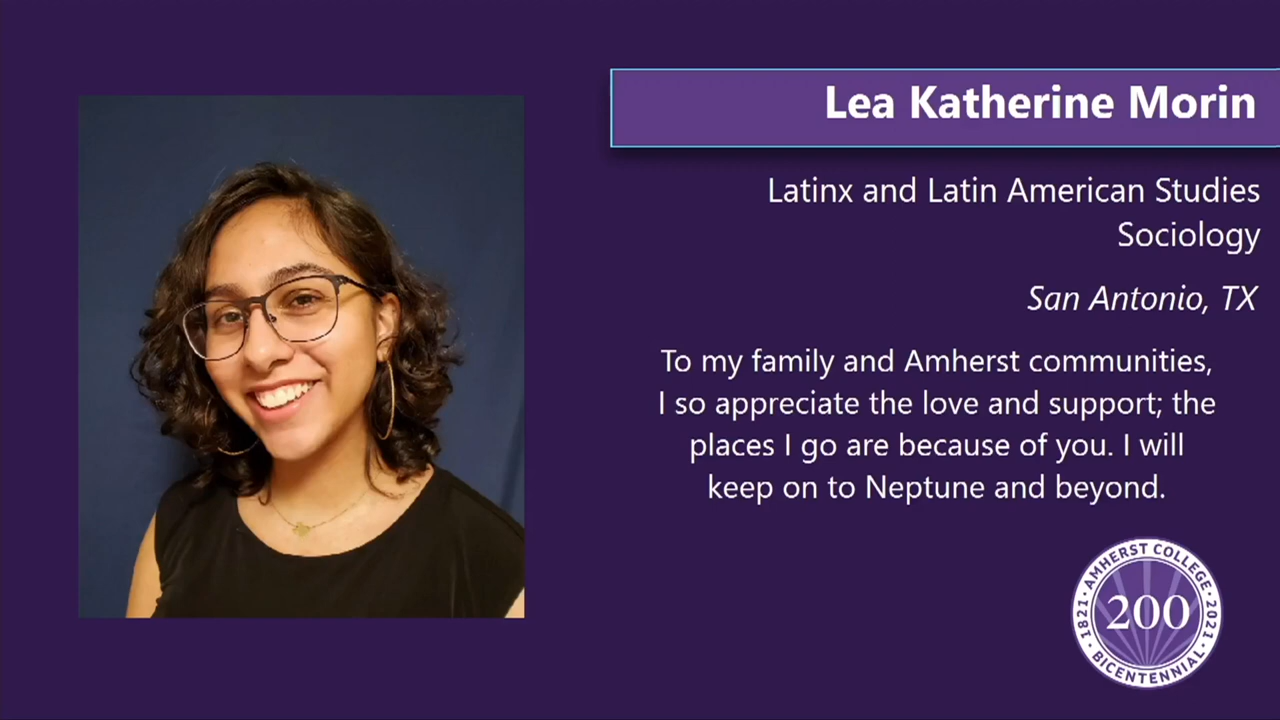 Lea Katherine Morin
Latinx and Latin American Studies
Sociology
San Antonio, TX
To my family and Amherst communities,
I so appreciate the love and support; the
places I go are because of you. I will
keep on to Neptune and beyond.
AMHERST COLLEGE
1821
200
2021
BICENTENNIAL